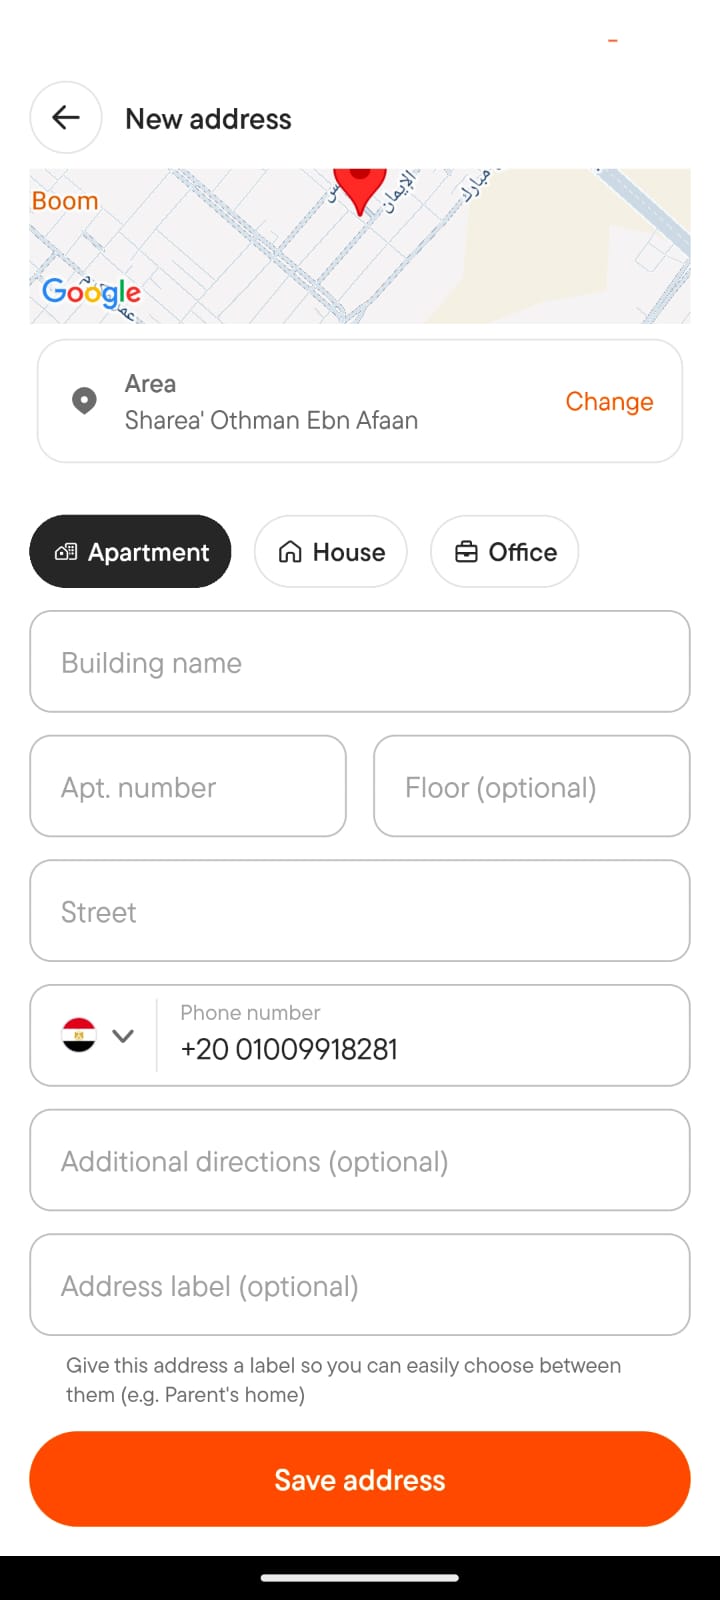 New address
Boom
الإيمان
مبارك
Google
Area
Sharea' Othman Ebn Afaan
Change
Apartment
House
Office
Building name
Apt. number
Floor (optional)
Street
Phone number
+20 01009918281
Additional directions (optional)
Address label (optional)
Give this address a label so you can easily choose between
them (e.g. Parent's home)
Save address